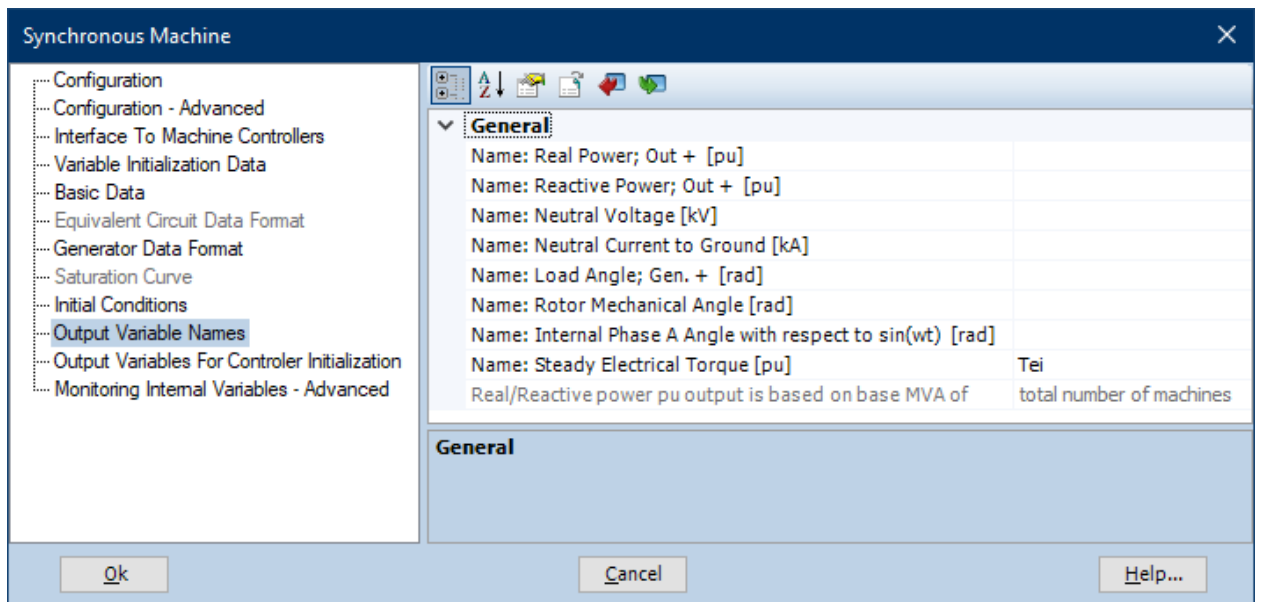 Synchronous Machine
Configuration
Configuration - Advanced
Interface To Machine Controllers
Variable Initialization Data
Basic Data
Equivalent Circuit Data Format
Generator Data Format
Saturation Curve
Initial Conditions
Output Variable Names
Output Variables For Controler Initialization
Monitoring Internal Variables - Advanced
General
Name: Real Power; Out + [pu]
Name: Reactive Power; Out + [pu]
Name: Neutral Voltage [kV]
Name: Neutral Current to Ground [kA]
Name: Load Angle; Gen. + [rad]
Name: Rotor Mechanical Angle [rad]
Name: Internal Phase A Angle with respect to sin(wt) [rad]
Name: Steady Electrical Torque [pu] Tei
Real/Reactive power pu output is based on base MVA of total number of machines
General
Ok Cancel Help...